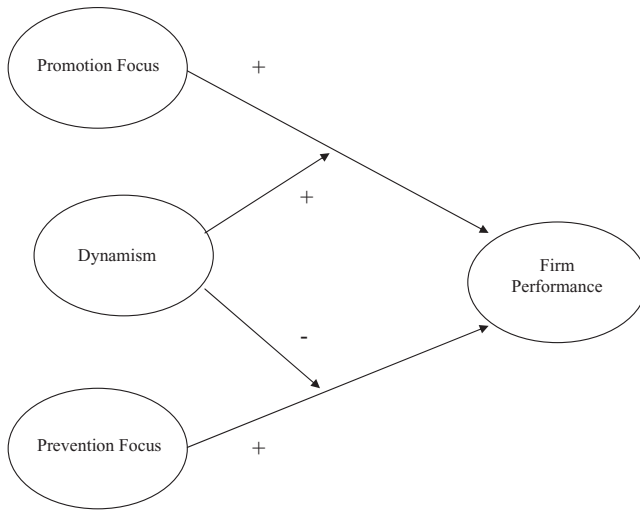 Promotion Focus
+
+
Dynamism
Firm
Performance
-
Prevention Focus
+